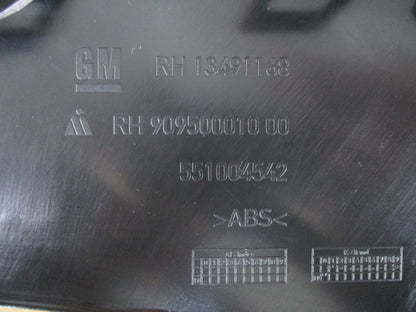 GM RH 13491168
RH 909500010 00
551004542
>ABS<